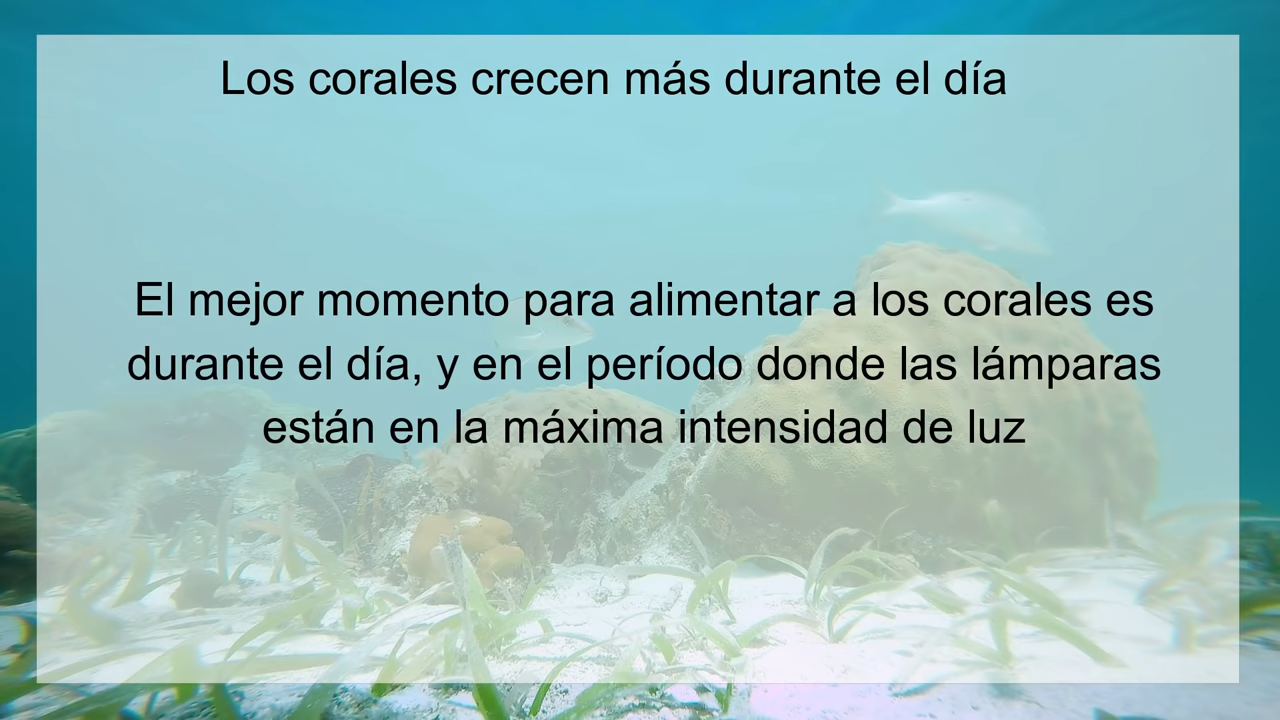 Los corales crecen más durante el día
El mejor momento para alimentar a los corales es
durante el día, y en el período donde las lámparas
están en la máxima intensidad de luz